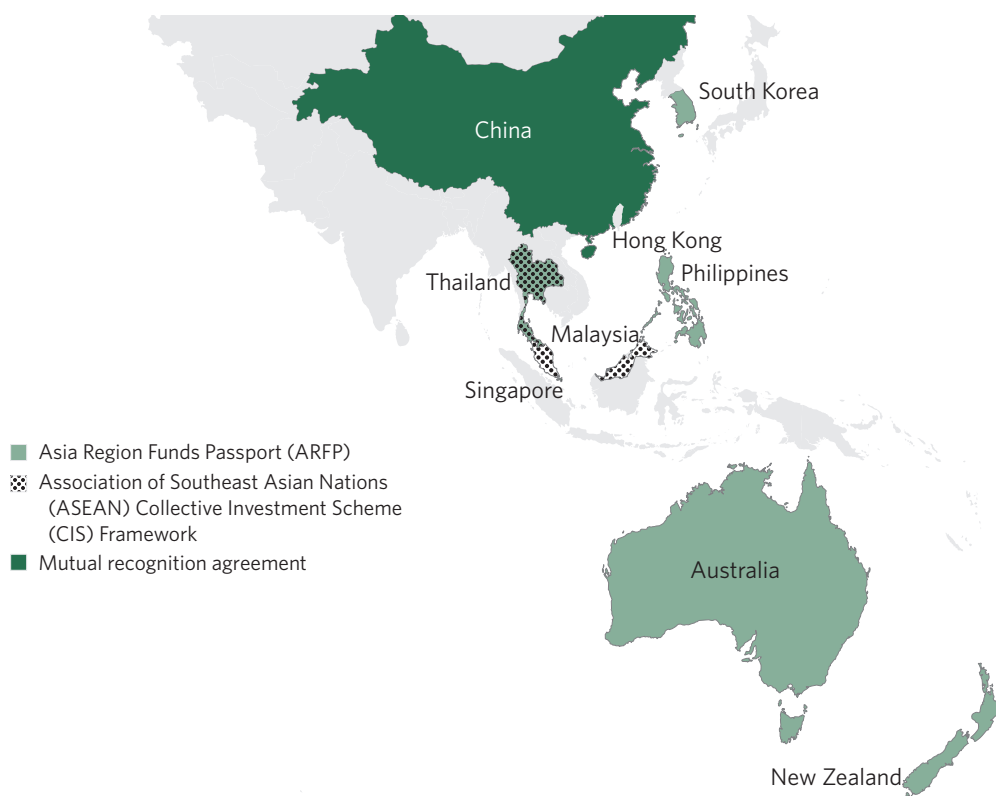 South Korea
China
Hong Kong
Philippines
Thailand
Malaysia
Singapore
Asia Region Funds Passport (ARFP)
Association of Southeast Asian Nations
(ASEAN) Collective Investment Scheme
(CIS) Framework
Mutual recognition agreement
Australia
New Zealand